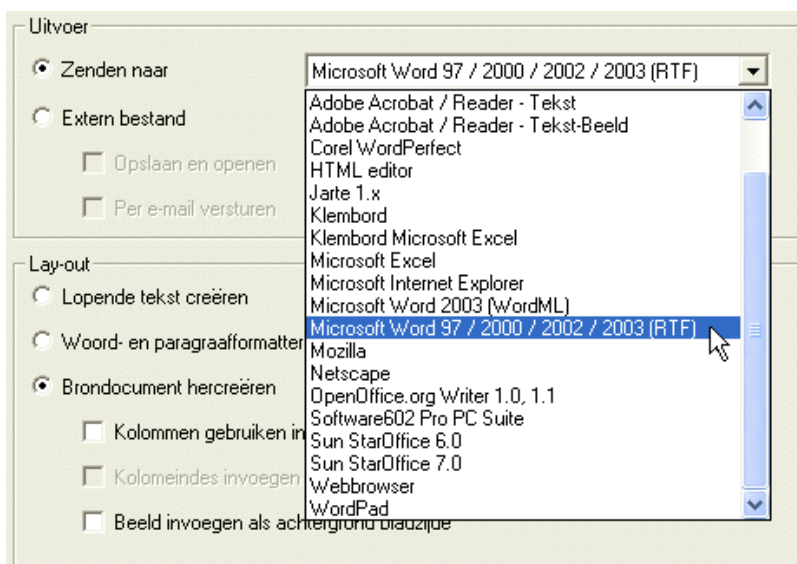 Uitvoer
Zenden naar
Microsoft Word 97 / 2000 / 2002 / 2003 (RTF)
Extern bestand
Opslaan en openen
Per e-mail versturen
Adobe Acrobat / Reader - Tekst
Adobe Acrobat / Reader - Tekst-Beeld
Corel WordPerfect
HTML editor
Jarte 1.x
Klembord
Klembord Microsoft Excel
Microsoft Excel
Microsoft Internet Explorer
Microsoft Word 2003 (WordML)
Microsoft Word 97 / 2000 / 2002 / 2003 (RTF)
Mozilla
Netscape
OpenOffice.org Writer 1.0, 1.1
Software602 Pro PC Suite
Sun StarOffice 6.0
Sun StarOffice 7.0
Webbrowser
WordPad
Lay-out
Lopende tekst creëren
Woord- en paragraafformatter
Brondocument hercreëren
Kolommen gebruiken in
Kolomeindes invoegen
Beeld invoegen als achtergrond bladzijde